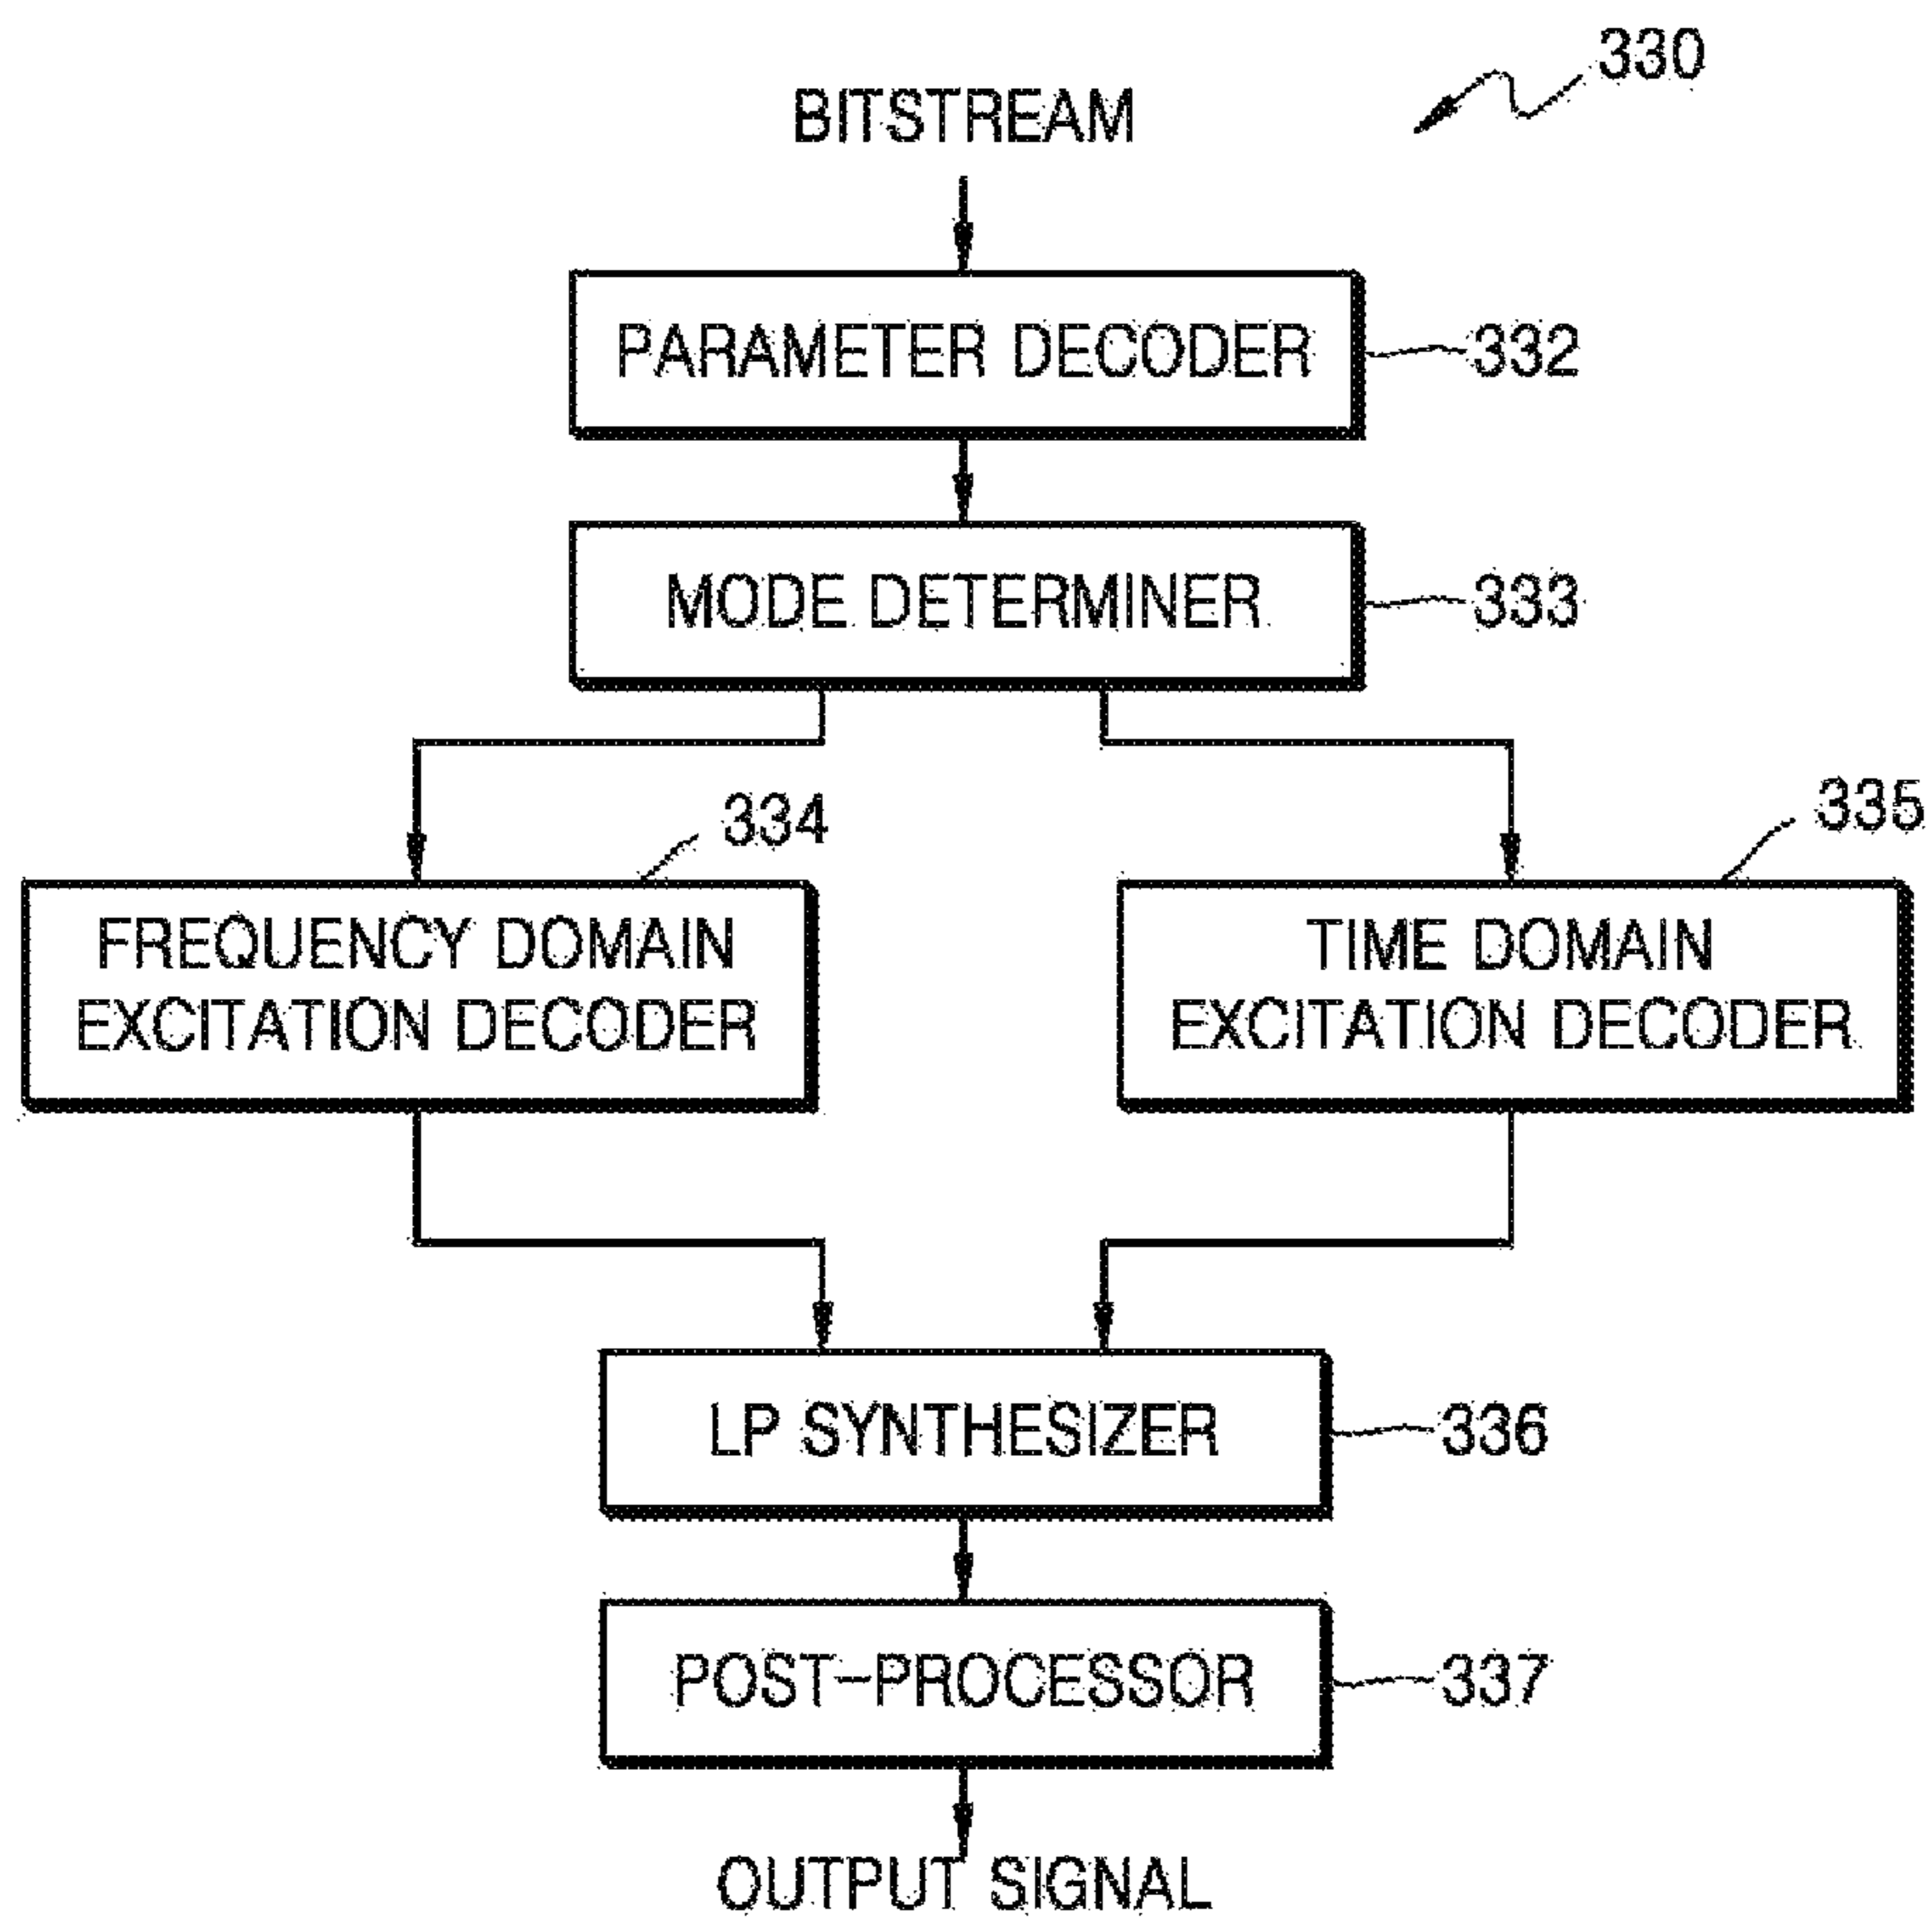 330
BITSTREAM
PARAMETER DECODER
332
MODE DETERMINER
333
334
335
FREQUENCY DOMAIN
EXCITATION DECODER
TIME DOMAIN
EXCITATION DECODER
LP SYNTHESIZER
336
POST-PROCESSOR
337
OUTPUT SIGNAL